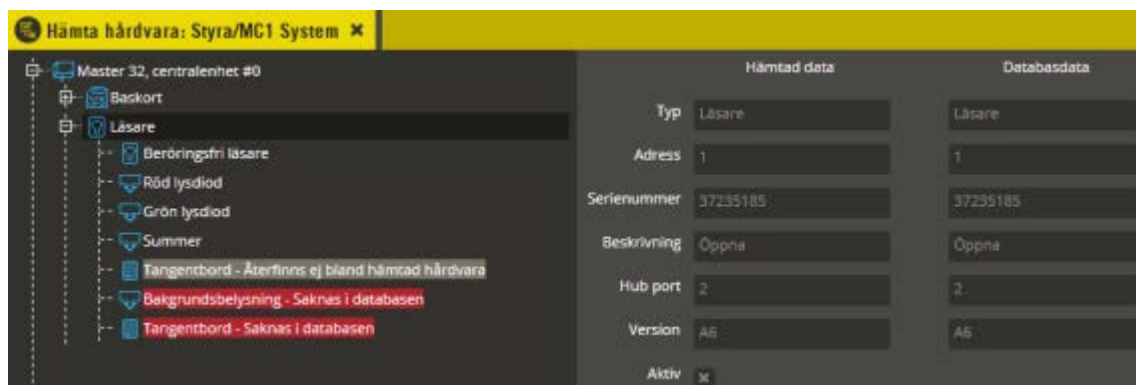 Hämta hårdvara: Styra/MC1 System ×
Master 32, centralenhet #0
Baskort
Läsare
Beröringsfri läsare
Röd lysdiod
Grön lysdiod
Summer
Tangentbord - Återfinns ej bland hämtad hårdvara
Bakgrundsbelysning - Saknas i databasen
Tangentbord - Saknas i databasen
Hämtad data Databasdata
Typ Läsare Läsare
Adress 1 1
Serienummer 37235185 37235185
Beskrivning Öppna Öppna
Hub port 2 2
Version A6 A6
Aktiv